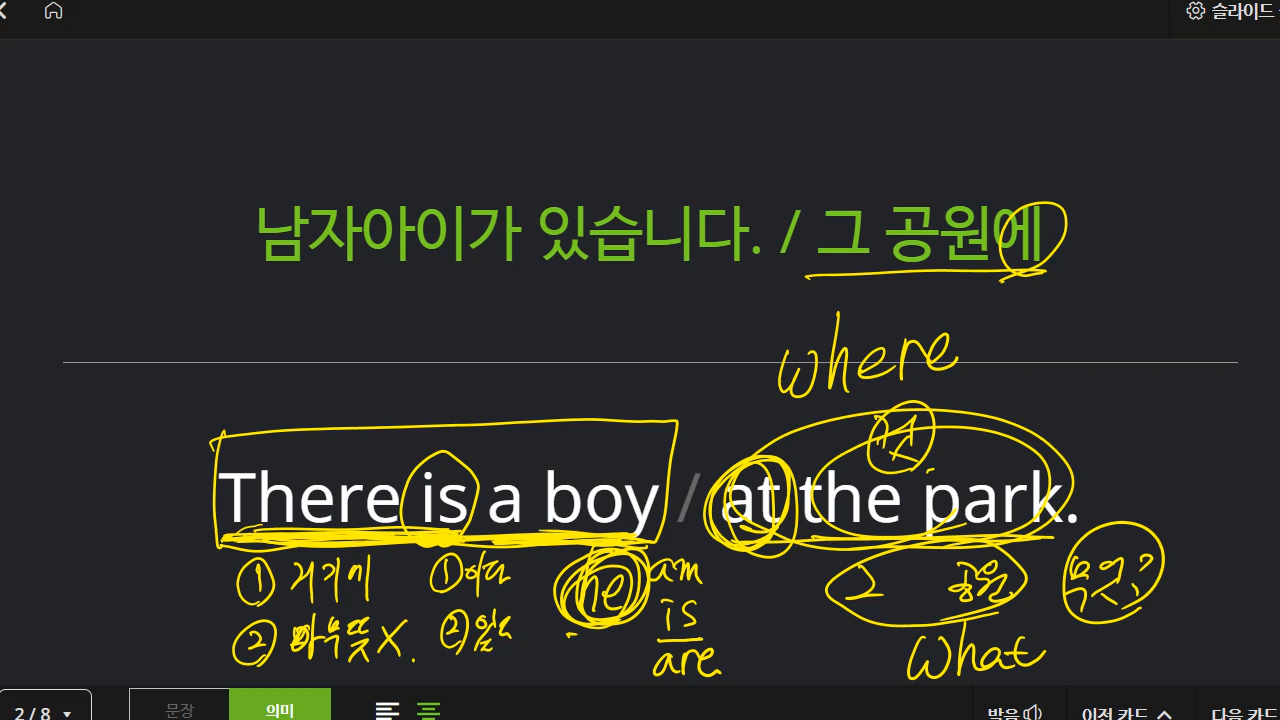 슬라이드
남자아이가 있습니다. / 그 공원에
where
There is a boy / at the park.
① 거기에 ① 이다 he am 그 공원 무엇?
② 아무뜻 X. ② 있다 is
are what
2 / 8 문장 의미 발음 이전 카드 다음 카드